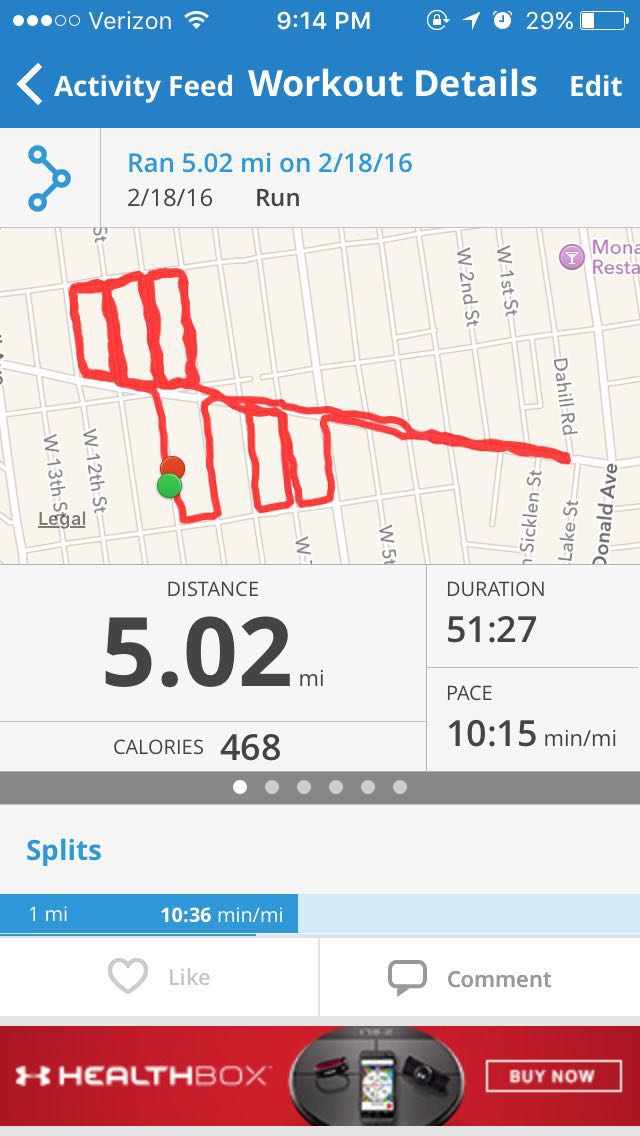 Verizon 9:14 PM 29%
Activity Feed Workout Details Edit
Ran 5.02 mi on 2/18/16
2/18/16 Run
St
Mona
Resta
W 2nd St
W 1st St
Dahill Rd
W 13th St
W 12th St
Legal
W
W 5t
Sicklen St
Lake St
Donald Ave
DISTANCE
5.02 mi
DURATION
51:27
PACE
10:15 min/mi
CALORIES 468
Splits
1 mi 10:36 min/mi
Like Comment
HEALTHBOX BUY NOW